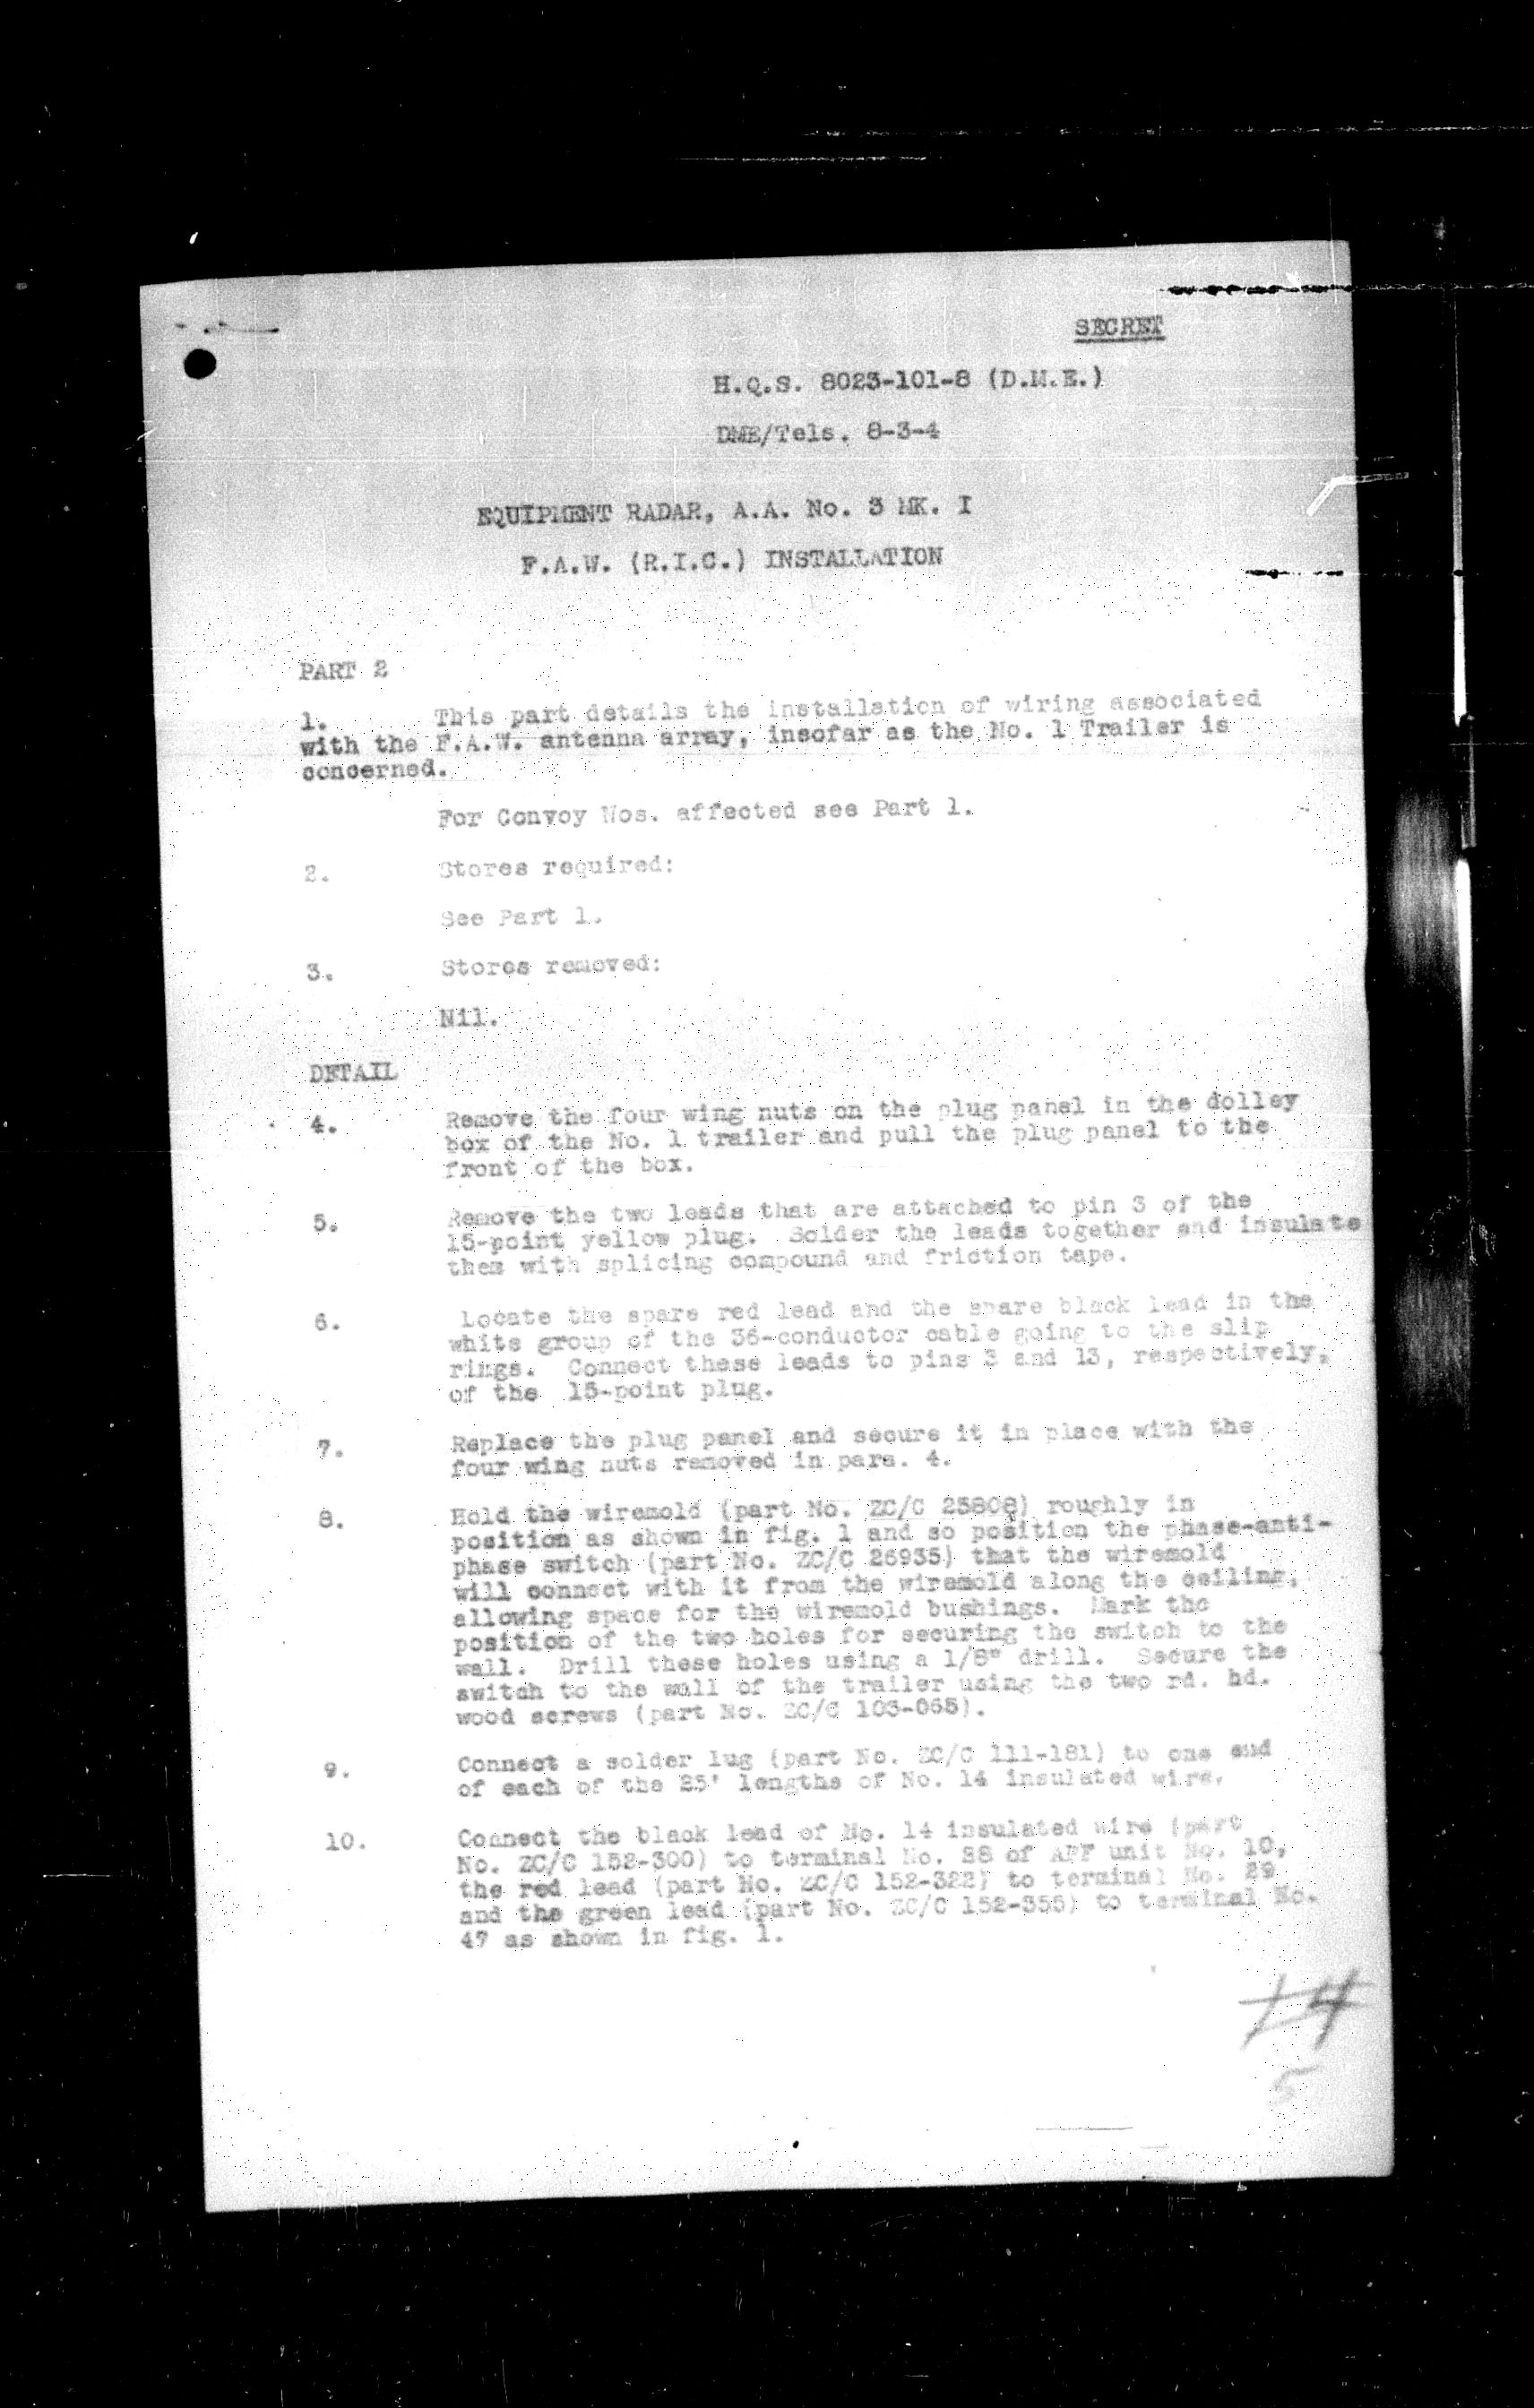 SECRET
H.Q.S. 8023-101-8 (D.M.E.)
DME/Tels. 8-3-4
EQUIPMENT RADAR, A.A. No. 3 MK. I
F.A.W. (R.I.C.) INSTALLATION
PART 2
1. This part details the installation of wiring associated
with the F.A.W. antenna array, insofar as the No. 1 Trailer is
concerned.
For Convoy Nos. affected see Part 1.
2. Stores required:
See Part 1.
3. Stores removed:
Nil.
DETAIL
4. Remove the four wing nuts on the plug panel in the dolley
box of the No. 1 trailer and pull the plug panel to the
front of the box.
5. Remove the two leads that are attached to pin 3 of the
15-point yellow plug. Solder the leads together and insulate
them with splicing compound and friction tape.
6. Locate the spare red lead and the spare black lead in the
white group of the 36-conductor cable going to the slip
rings. Connect these leads to pins 3 and 13, respectively,
of the 15-point plug.
7. Replace the plug panel and secure it in place with the
four wing nuts removed in para. 4.
8. Hold the wiremold (part No. ZC/C 25808) roughly in
position as shown in fig. 1 and so position the phase-anti-
phase switch (part No. ZC/C 26935) that the wiremold
will connect with it from the wiremold along the ceiling,
allowing space for the wiremold bushings. Mark the
position of the two holes for securing the switch to the
wall. Drill these holes using a 1/8" drill. Secure the
switch to the wall of the trailer using the two rd. hd.
wood screws (part No. ZC/C 103-065).
9. Connect a solder lug (part No. ZC/C 111-181) to one end
of each of the 25' lengths of No. 14 insulated wire.
10. Connect the black lead of No. 14 insulated wire (part
No. ZC/C 152-300) to terminal No. of unit No. 10,
the red lead (part No. ZC/C 152-322) to terminal No. 29
and the green lead (part No. ZC/C 152-355) to terminal No.
47 as shown in fig. 1.
14
5